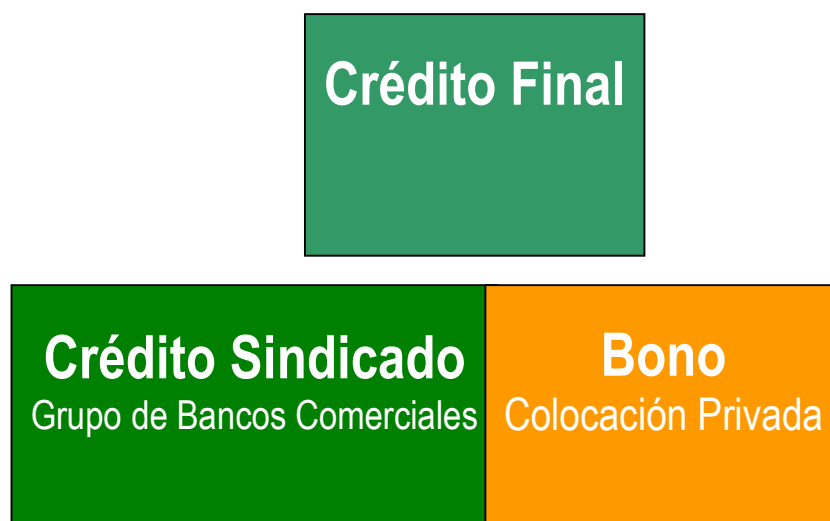 Crédito Final
Crédito Sindicado
Grupo de Bancos Comerciales
Bono
Colocación Privada